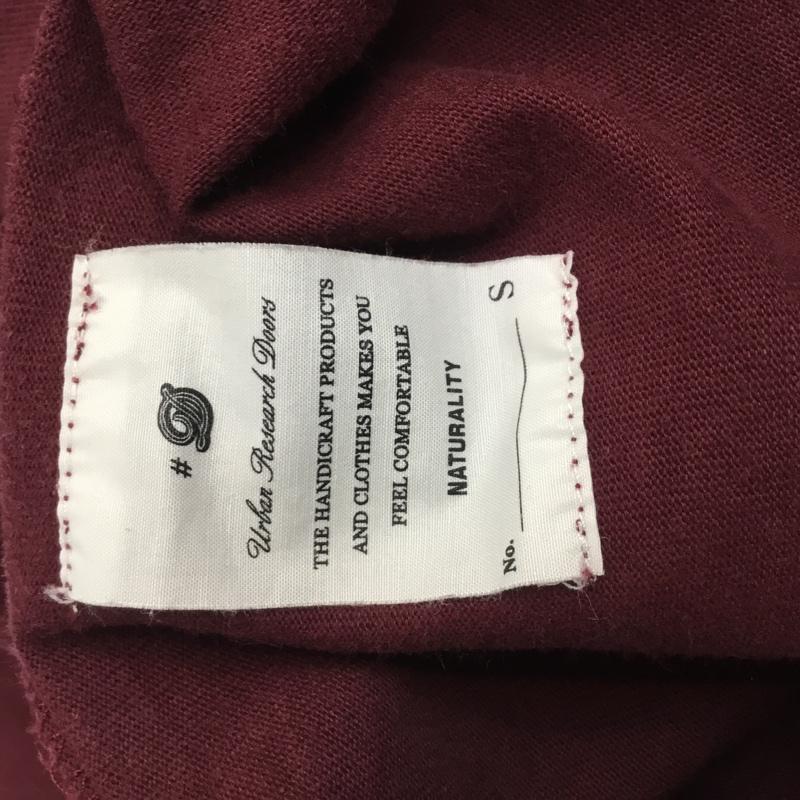 # D
Urban Research Doors
THE HANDICRAFT PRODUCTS
AND CLOTHES MAKES YOU
FEEL COMFORTABLE
NATURALITY
No. S